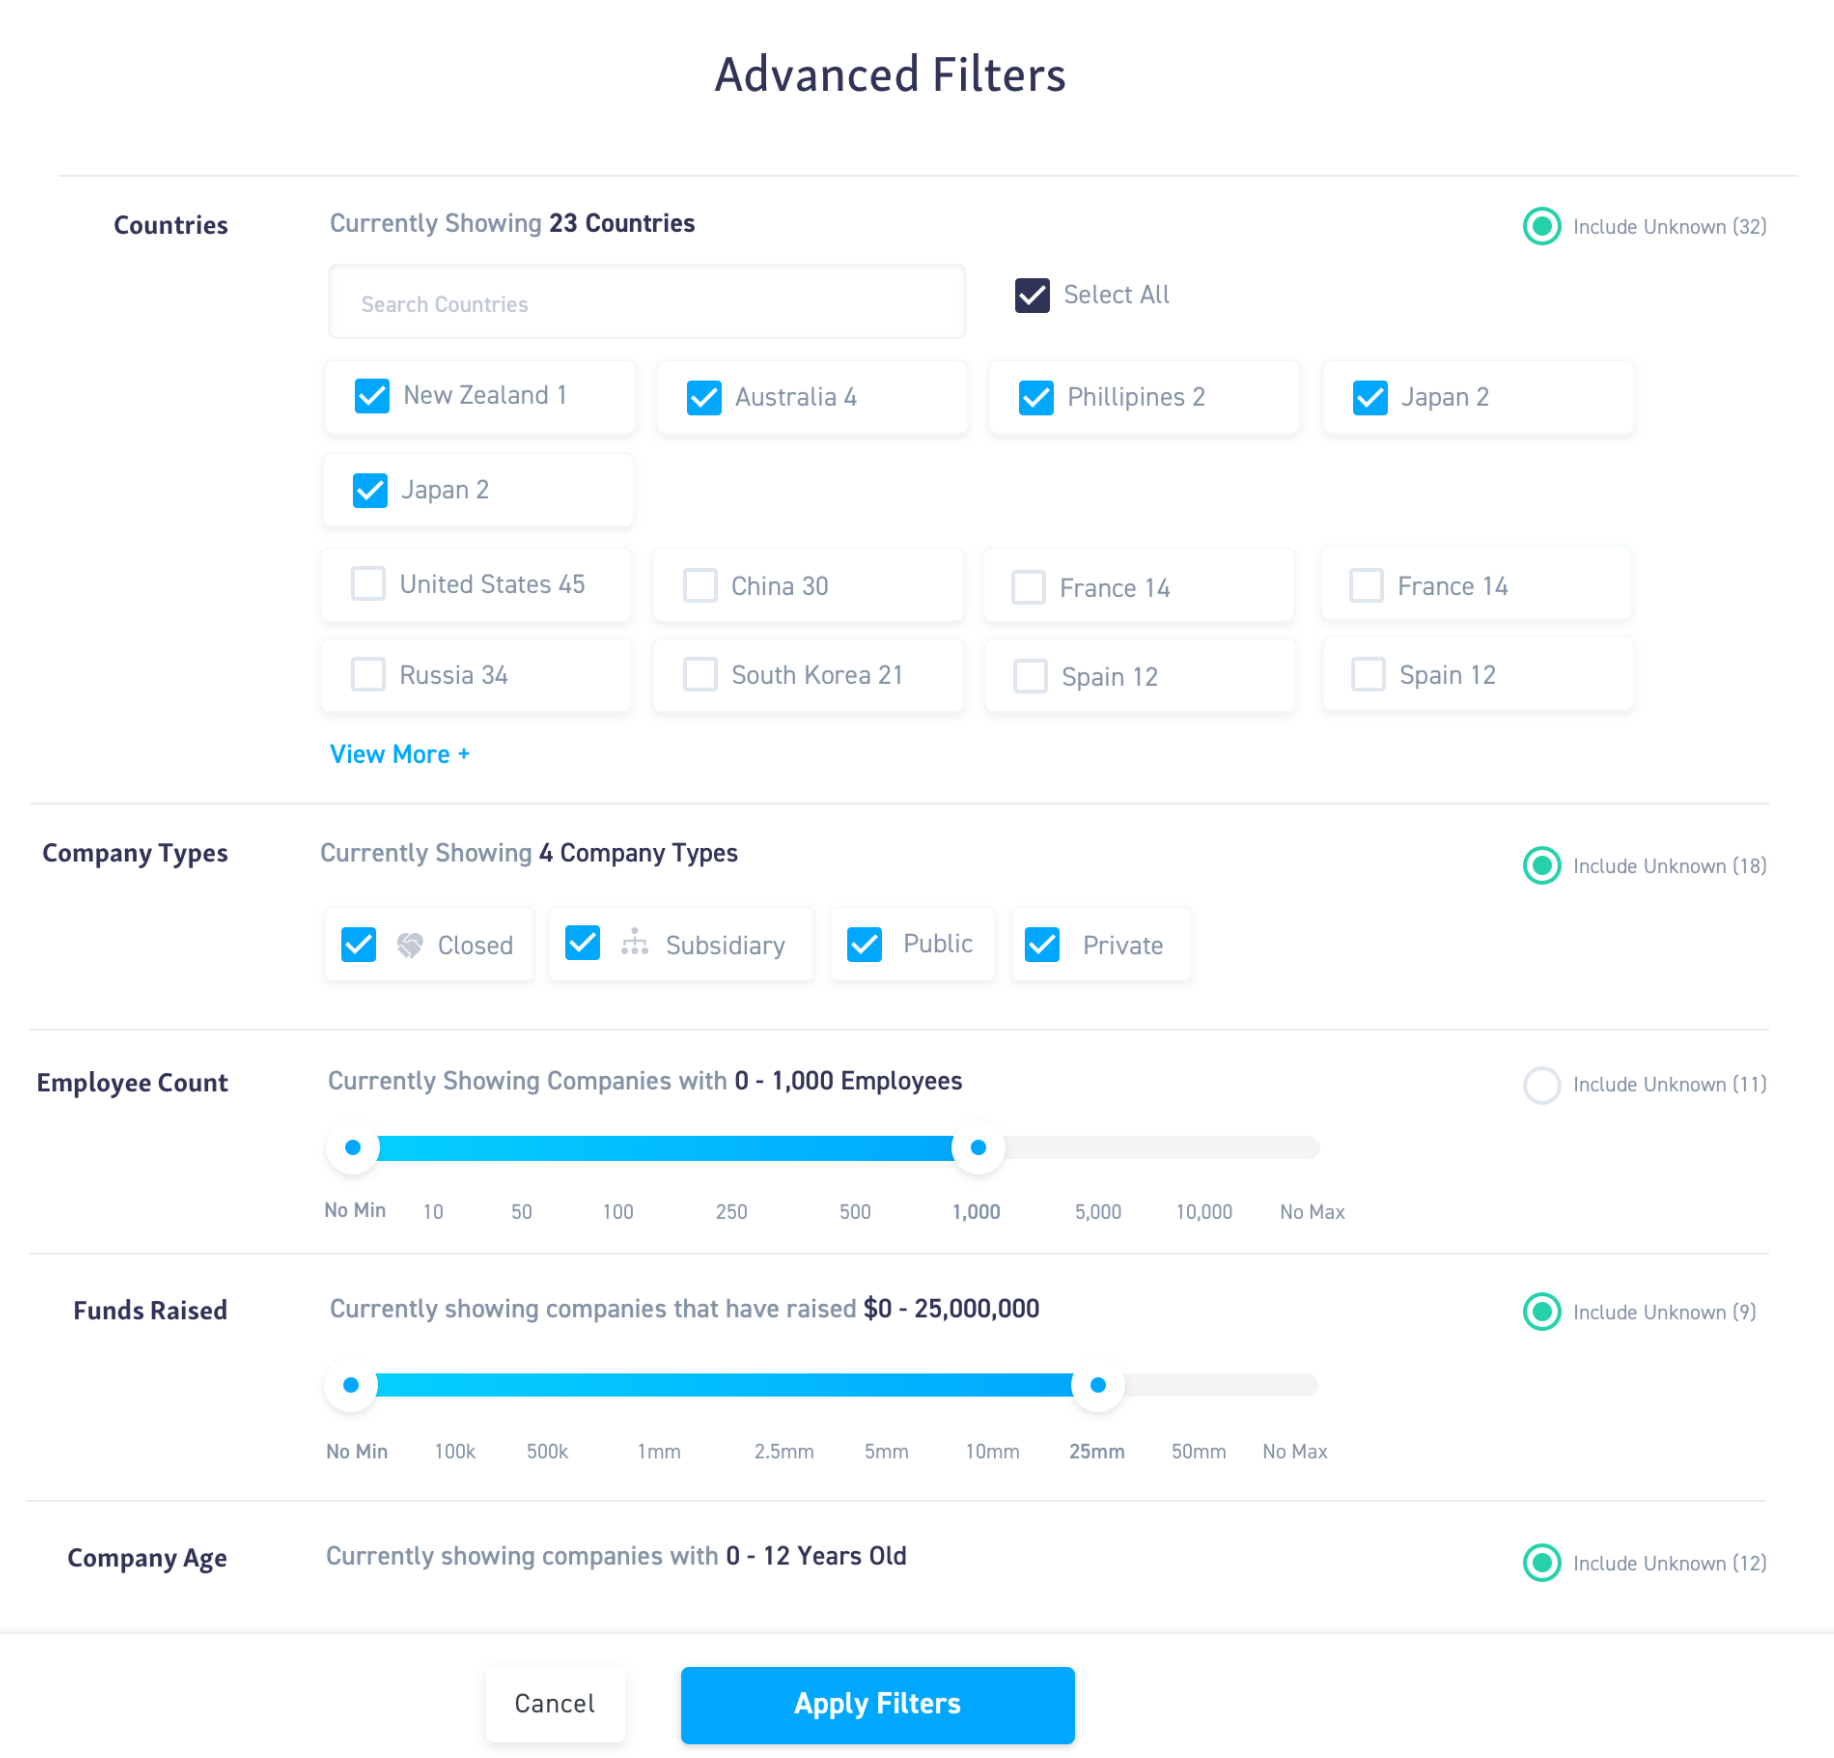 Advanced Filters
Countries
Currently Showing 23 Countries
Include Unknown (32)
Search Countries
Select All
New Zealand 1
Australia 4
Phillipines 2
Japan 2
Japan 2
United States 45
China 30
France 14
France 14
Russia 34
South Korea 21
Spain 12
Spain 12
View More +
Company Types
Currently Showing 4 Company Types
Include Unknown (18)
Closed
Subsidiary
Public
Private
Employee Count
Currently Showing Companies with 0 - 1,000 Employees
Include Unknown (11)
No Min 10 50 100 250 500 1,000 5,000 10,000 No Max
Funds Raised
Currently showing companies that have raised $0 - 25,000,000
Include Unknown (9)
No Min 100k 500k 1mm 2.5mm 5mm 10mm 25mm 50mm No Max
Company Age
Currently showing companies with 0 - 12 Years Old
Include Unknown (12)
Cancel
Apply Filters